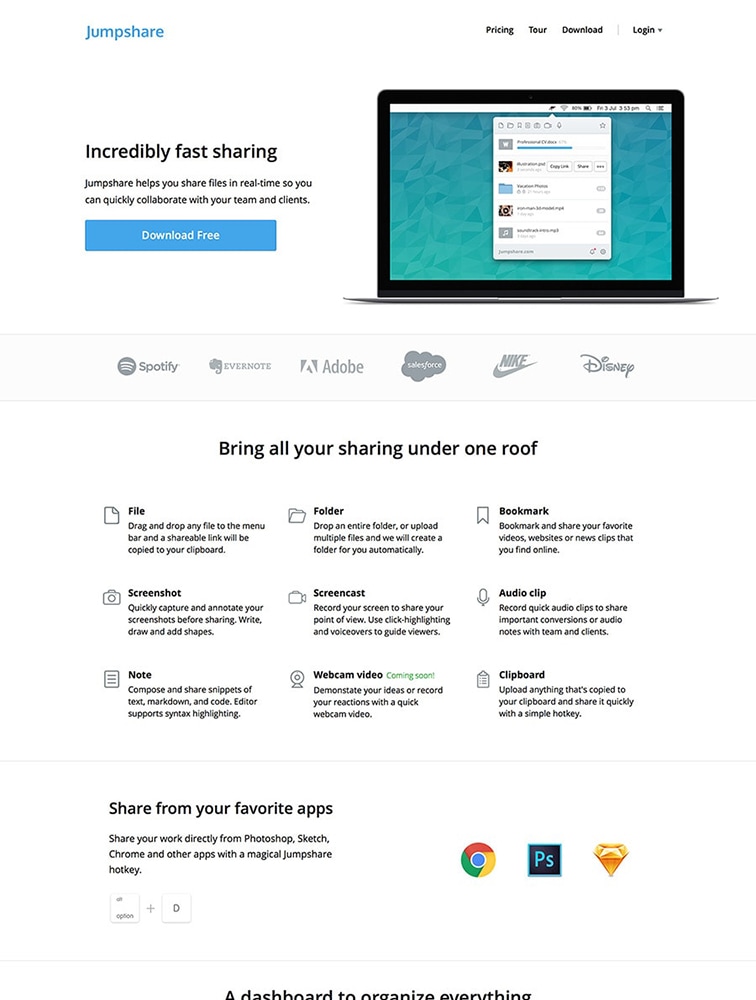 Jumpshare
Pricing Tour Download Login
80% Fri 3 Jul 3:53 pm
Professional CV.docx
Incredibly fast sharing
illustration.psd Copy Link Share
Jumpshare helps you share files in real-time so you
Vacation Photos
can quickly collaborate with your team and clients.
iron-man-3d-model.mp4
Download Free
soundtrack-intro.mp3
jumpshare.com
Spotify EVERNOTE Adobe salesforce NIKE Disney
Bring all your sharing under one roof
File
Drag and drop any file to the menu
bar and a shareable link will be
copied to your clipboard.
Folder
Drop an entire folder, or upload
multiple files and we will create a
folder for you automatically.
Bookmark
Bookmark and share your favorite
videos, websites or news clips that
you find online.
Screenshot
Quickly capture and annotate your
screenshots before sharing. Write,
draw and add shapes.
Screencast
Record your screen to share your
point of view. Use click-highlighting
and voiceovers to guide viewers.
Audio clip
Record quick audio clips to share
important conversions or audio
notes with team and clients.
Note
Compose and share snippets of
text, markdown, and code. Editor
supports syntax highlighting.
Webcam video Coming soon!
Demonstate your ideas or record
your reactions with a quick
webcam video.
Clipboard
Upload anything that's copied to
your clipboard and share it quickly
with a simple hotkey.
Share from your favorite apps
Share your work directly from Photoshop, Sketch,
Chrome and other apps with a magical Jumpshare
hotkey.
Ps
alt
option + D
A dashboard to organize everything